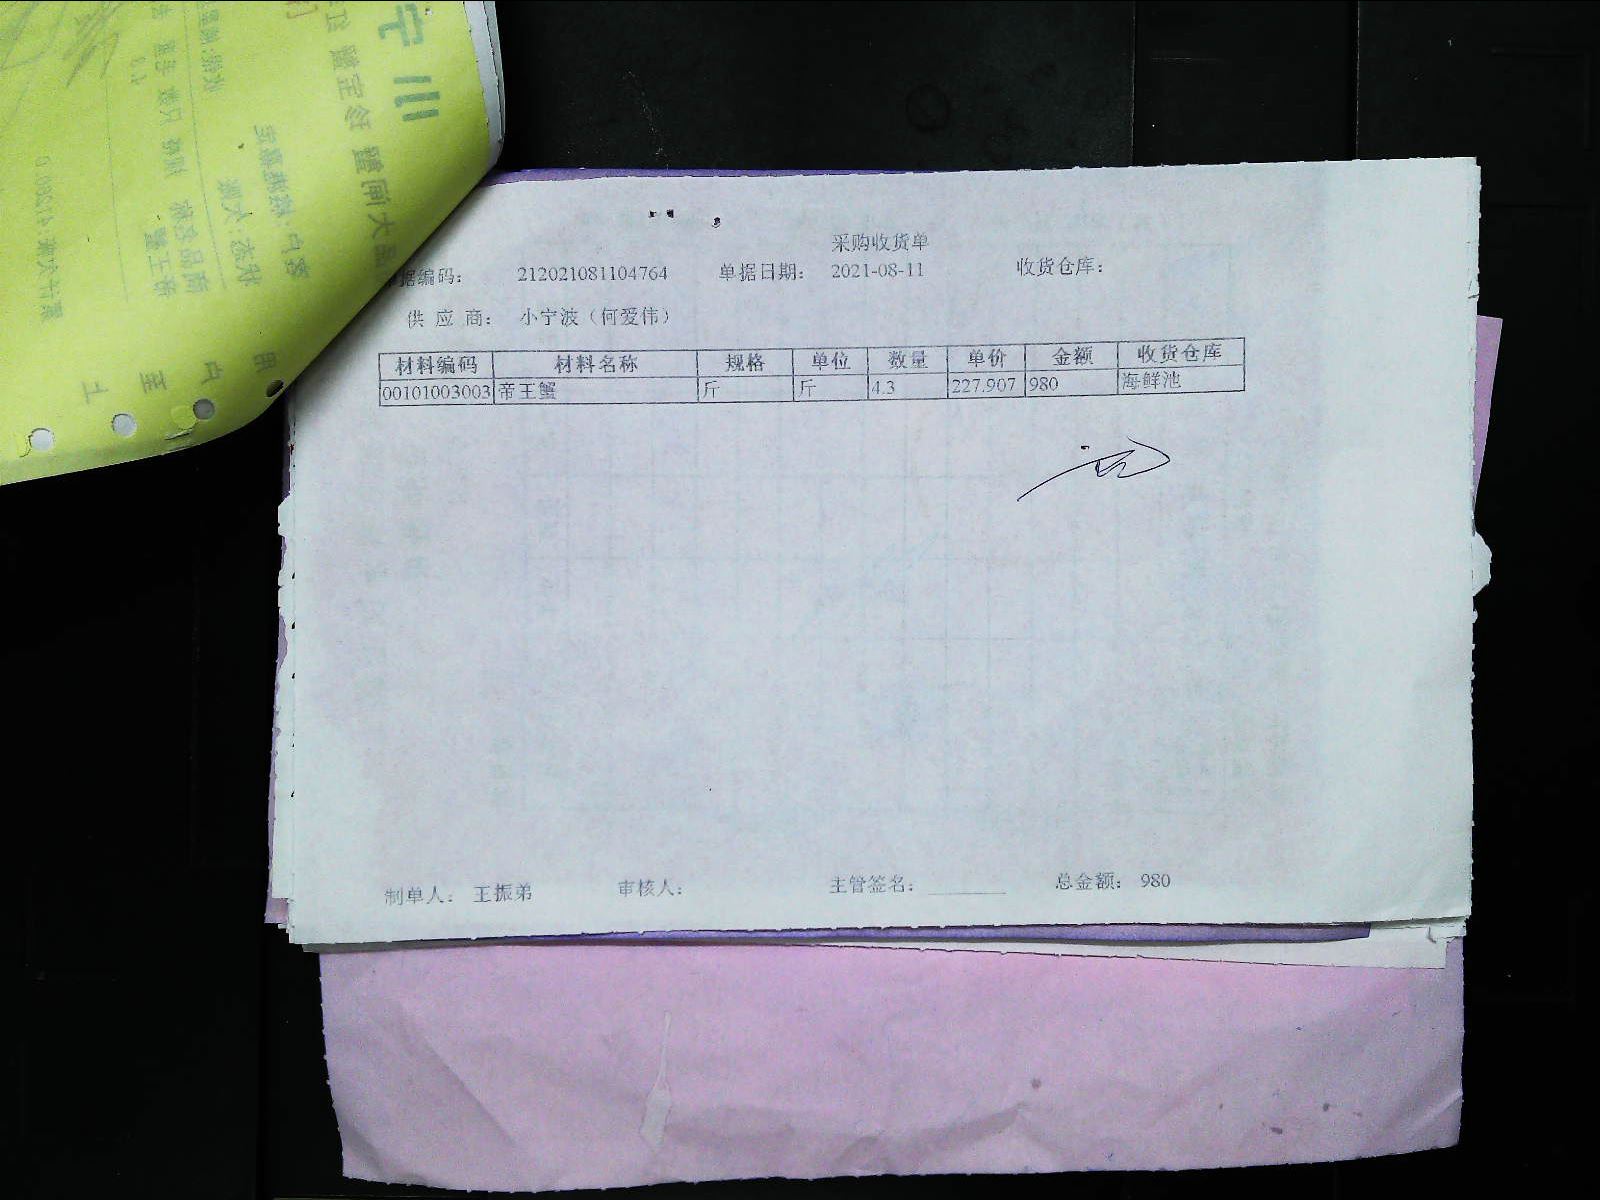 采购收货单
据编码： 212021081104764 单据日期： 2021-08-11 收货仓库：
供 应 商： 小宁波（何爱伟）
材料编码 材料名称 规格 单位 数量 单价 金额 收货仓库
00101003003 帝王蟹 斤 斤 4.3 227.907 980 海鲜池
制单人： 王振弟 审核人： 主管签名： ________ 总金额： 980